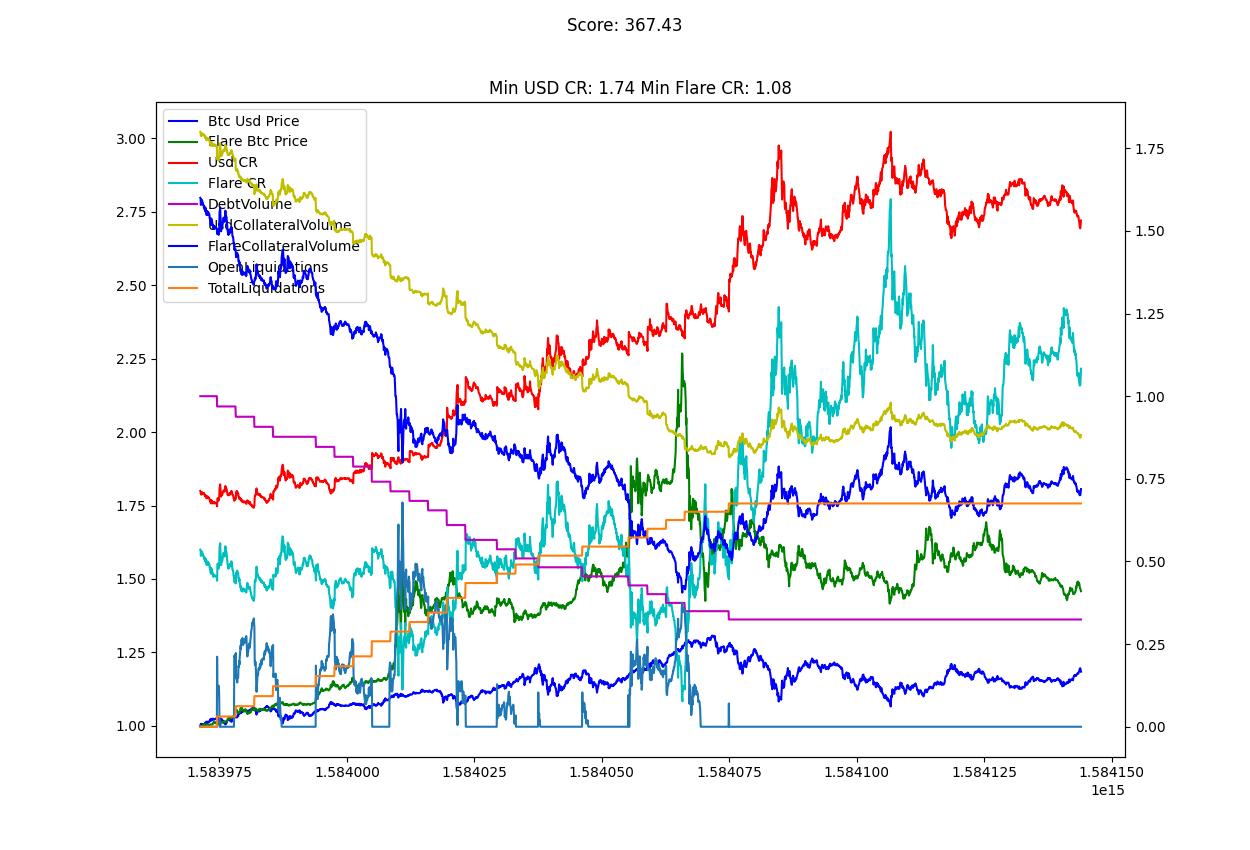 Score: 367.43
Min USD CR: 1.74 Min Flare CR: 1.08
Btc Usd Price
Flare Btc Price
Usd CR
Flare CR
DebtVolume
UsdCollateralVolume
FlareCollateralVolume
OpenLiquidations
TotalLiquidations
3.00
2.75
2.50
2.25
2.00
1.75
1.50
1.25
1.00
1.75
1.50
1.25
1.00
0.75
0.50
0.25
0.00
1.583975 1.584000 1.584025 1.584050 1.584075 1.584100 1.584125 1.584150
1e15